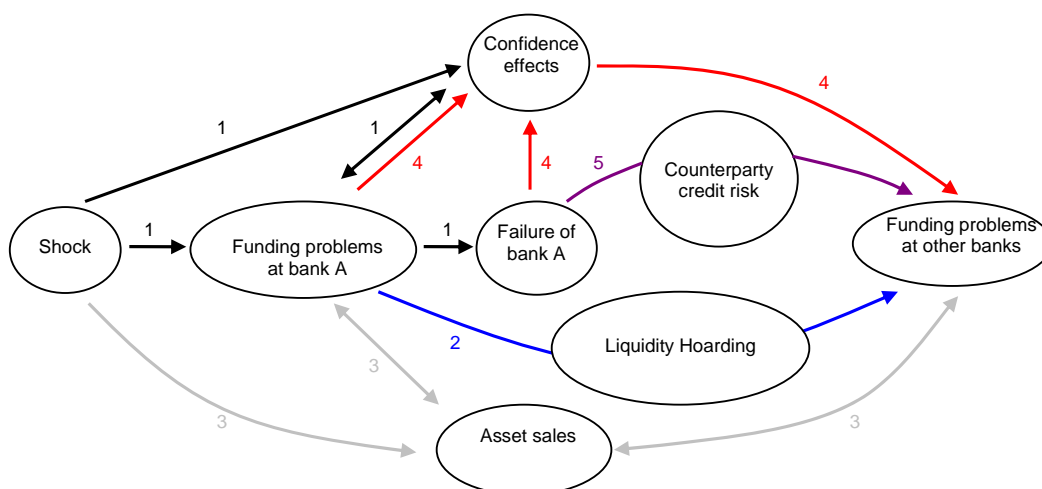 Confidence
effects
4
1
1
4
4
5
Counterparty
credit risk
Shock
1
Funding problems
at bank A
1
Failure of
bank A
Funding problems
at other banks
2
Liquidity Hoarding
3
3
3
Asset sales